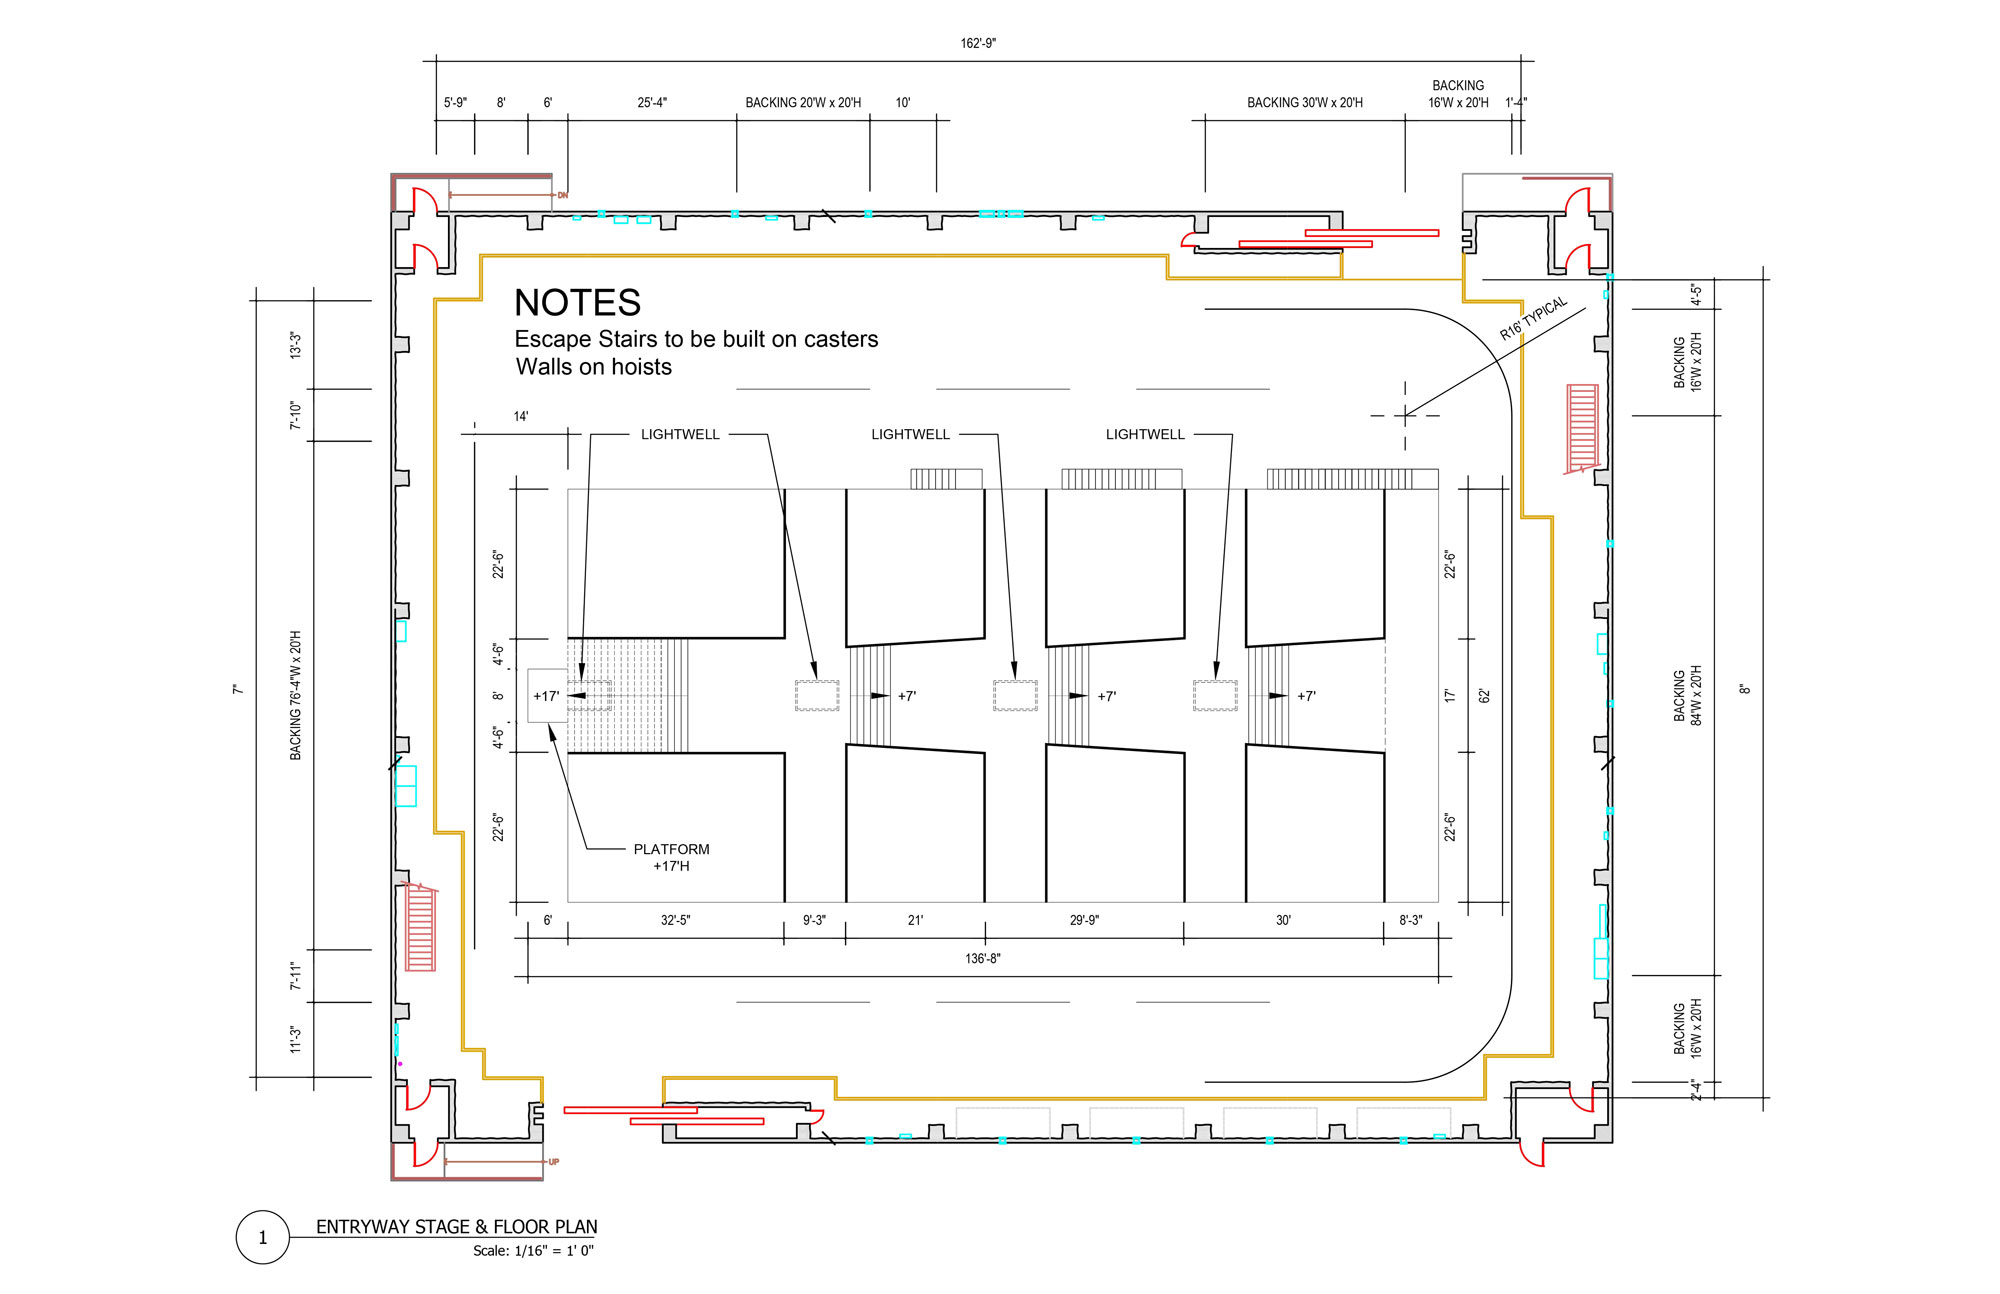 162'-9"
5'-9"
8'
6'
25'-4"
BACKING 20'W x 20'H
10'
BACKING 30'W x 20'H
BACKING
16'W x 20'H
1'-4"
DN
NOTES
Escape Stairs to be built on casters
Walls on hoists
R16' TYPICAL
4'-5"
BACKING
16'W x 20'H
BACKING
84'W x 20'H
BACKING
16'W x 20'H
2'-4"
8"
13'-3"
7'-10"
BACKING 76'-4"W x 20'H
7'-11"
11'-3"
7"
14'
LIGHTWELL
LIGHTWELL
LIGHTWELL
22'-6"
4'-6"
8'
4'-6"
22'-6"
+17'
+7'
+7'
+7'
22'-6"
17'
62'
22'-6"
PLATFORM
+17'H
6'
32'-5"
9'-3"
21'
29'-9"
30'
8'-3"
136'-8"
UP
1
ENTRYWAY STAGE & FLOOR PLAN
Scale: 1/16" = 1' 0"